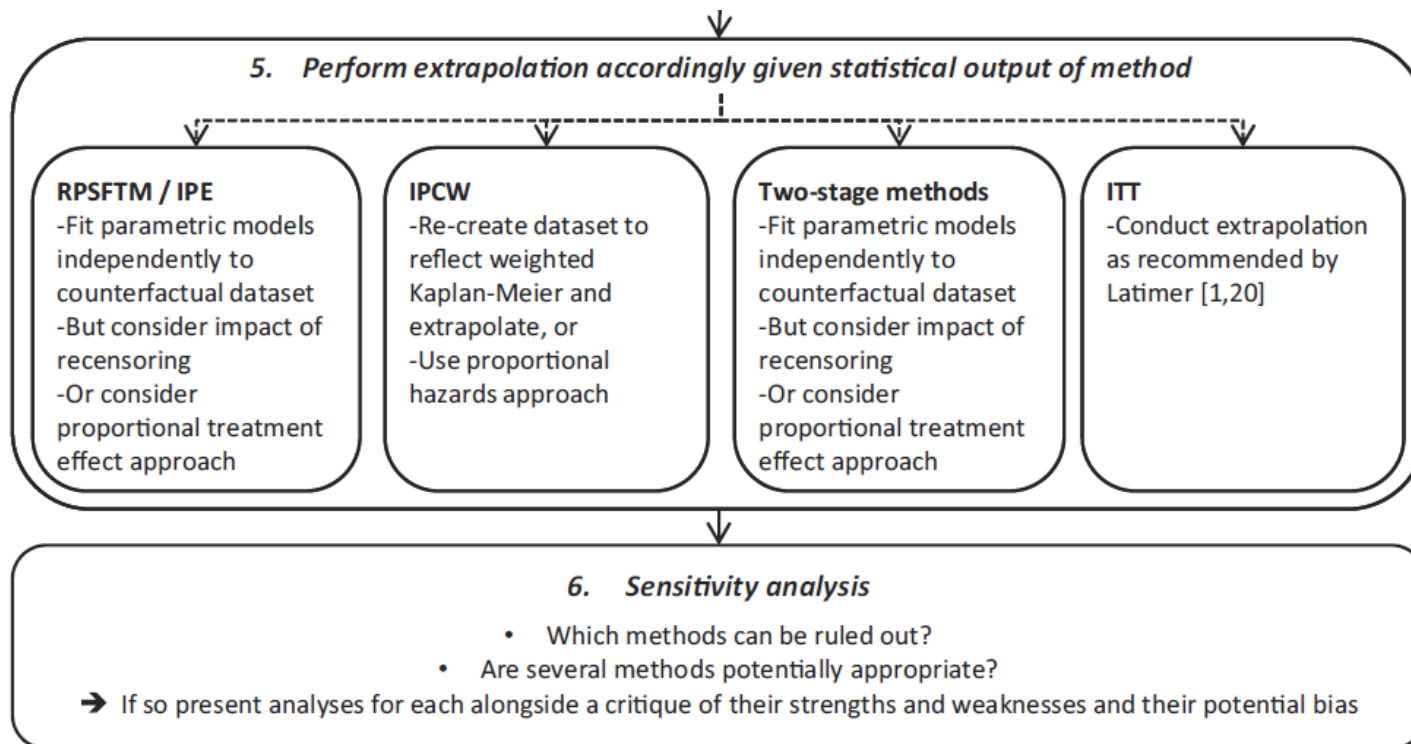 5. Perform extrapolation accordingly given statistical output of method
RPSFTM / IPE
-Fit parametric models
independently to
counterfactual dataset
-But consider impact of
recensoring
-Or consider
proportional treatment
effect approach
IPCW
-Re-create dataset to
reflect weighted
Kaplan-Meier and
extrapolate, or
-Use proportional
hazards approach
Two-stage methods
-Fit parametric models
independently to
counterfactual dataset
-But consider impact of
recensoring
-Or consider
proportional treatment
effect approach
ITT
-Conduct extrapolation
as recommended by
Latimer [1,20]
6. Sensitivity analysis
• Which methods can be ruled out?
• Are several methods potentially appropriate?
➔ If so present analyses for each alongside a critique of their strengths and weaknesses and their potential bias